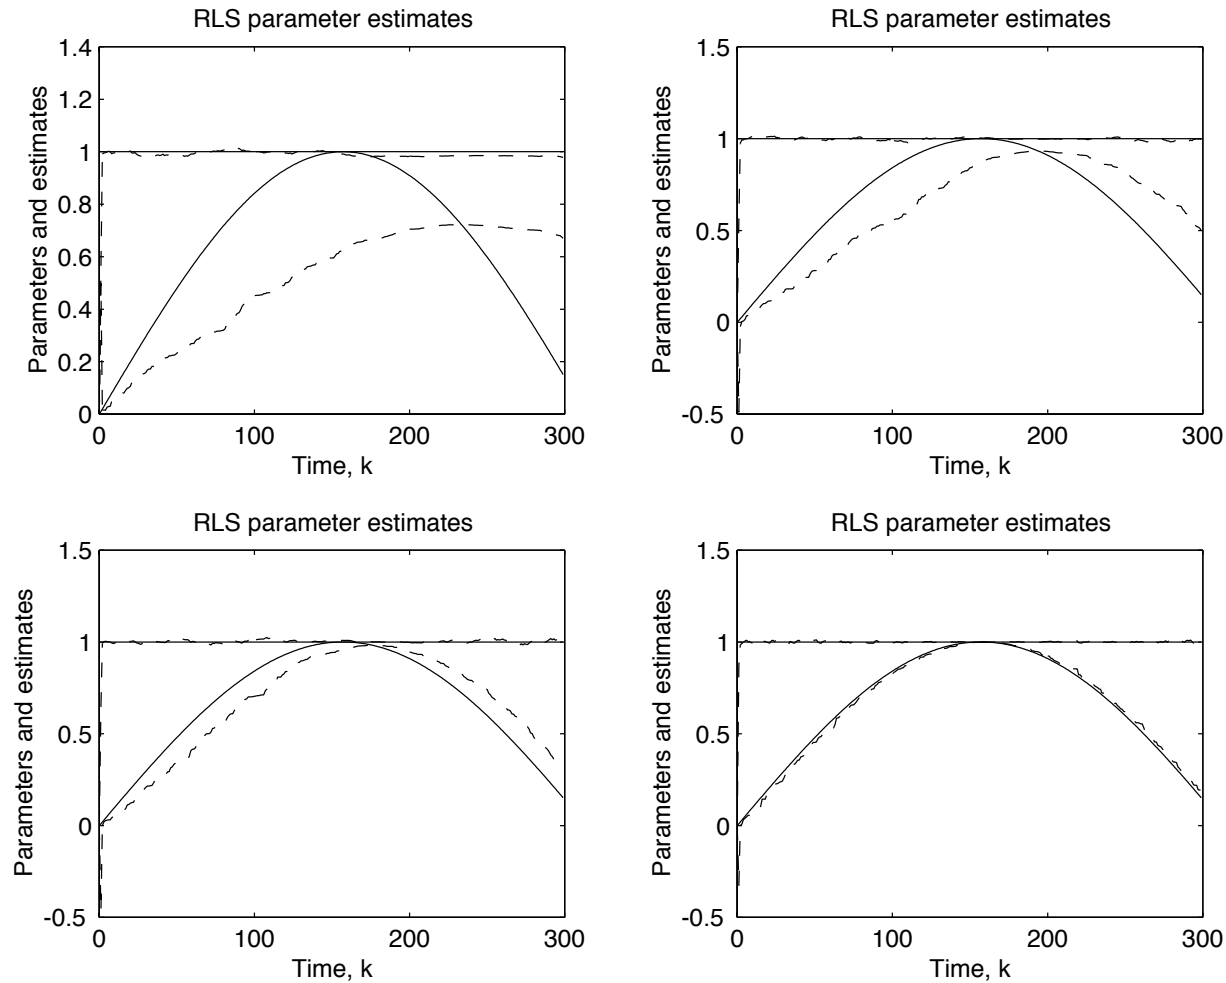 RLS parameter estimates
Parameters and estimates
1.4
1.2
1
0.8
0.6
0.4
0.2
0
0 100 200 300
Time, k
RLS parameter estimates
Parameters and estimates
1.5
1
0.5
0
-0.5
0 100 200 300
Time, k
RLS parameter estimates
Parameters and estimates
1.5
1
0.5
0
-0.5
0 100 200 300
Time, k
RLS parameter estimates
Parameters and estimates
1.5
1
0.5
0
-0.5
0 100 200 300
Time, k